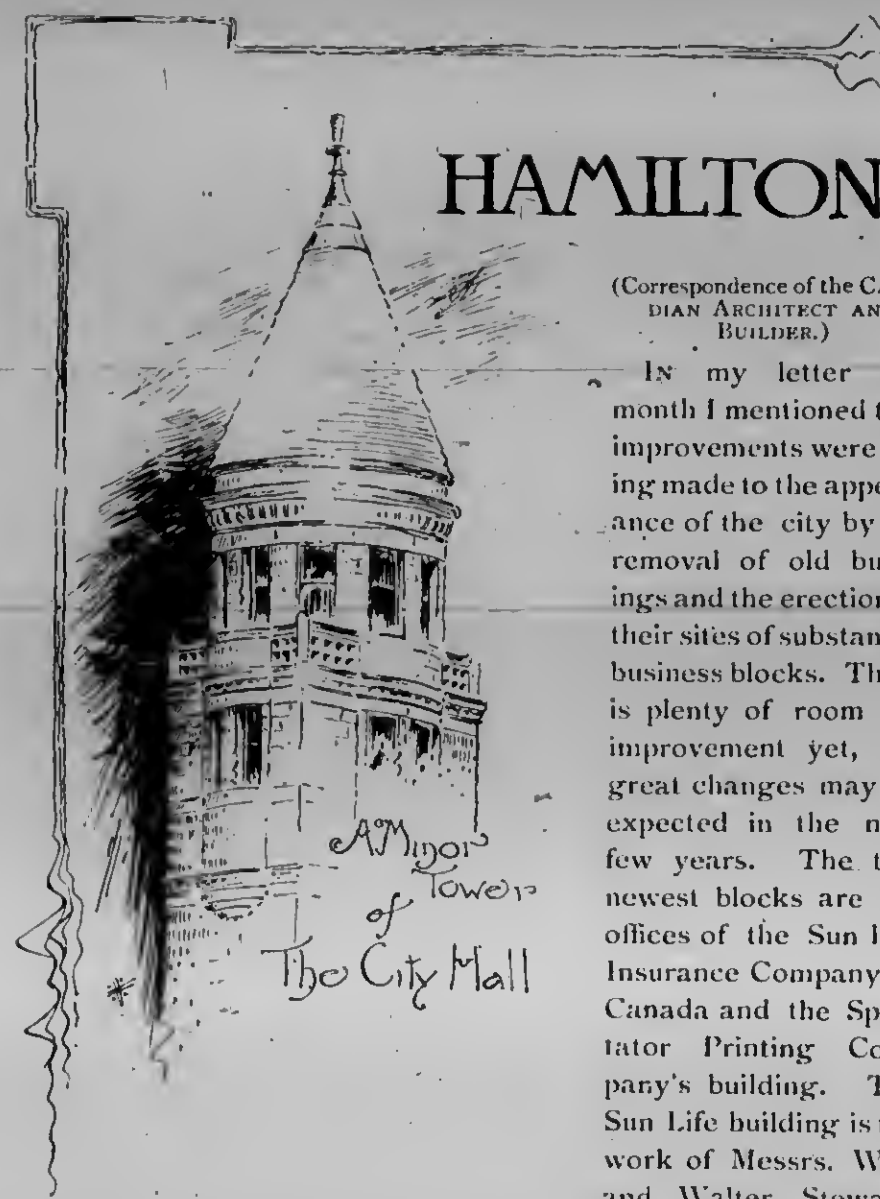 HAMILTON
(Correspondence of the CA
DIAN ARCHITECT AN
BUILDER.)
IN my letter
month I mentioned t
improvements were
ing made to the appe
ance of the city by
removal of old bu
ings and the erection
their sites of substan
business blocks. Th
is plenty of room
improvement yet,
great changes may
expected in the n
few years. The t
newest blocks are
offices of the Sun l
Insurance Company
Canada and the Sp
tator Printing Co
pany's building. T
Sun Life building is
work of Messrs. W
and Walter Stewa
A Minor
Tower
of
The City Hall